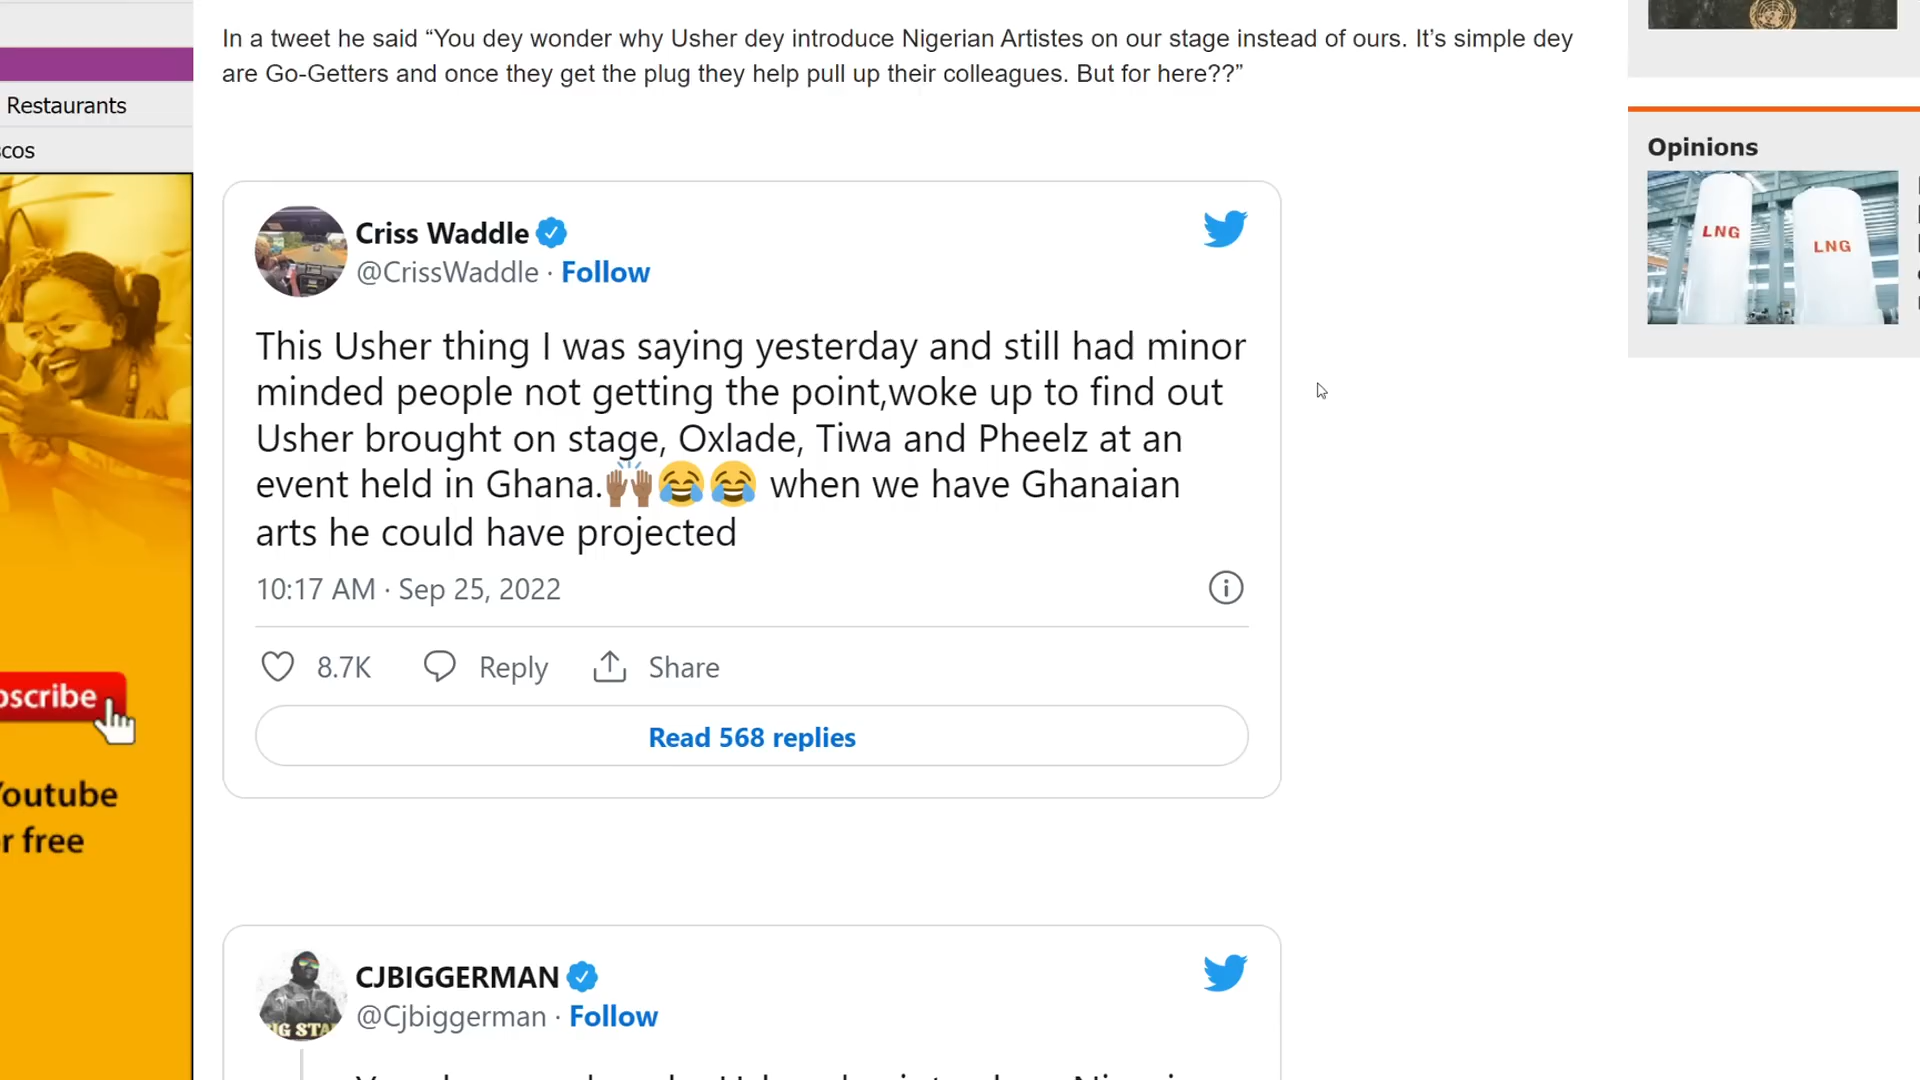 In a tweet he said “You dey wonder why Usher dey introduce Nigerian Artistes on our stage instead of ours. It’s simple dey
are Go-Getters and once they get the plug they help pull up their colleagues. But for here??”
Restaurants
cos
Opinions
LNG
LNG
Criss Waddle
@CrissWaddle · Follow
This Usher thing I was saying yesterday and still had minor
minded people not getting the point,woke up to find out
Usher brought on stage, Oxlade, Tiwa and Pheelz at an
event held in Ghana.🙌🏽😂😂 when we have Ghanaian
arts he could have projected
10:17 AM · Sep 25, 2022
8.7K Reply Share
Read 568 replies
bscribe
outube
r free
CJBIGGERMAN
@Cjbiggerman · Follow